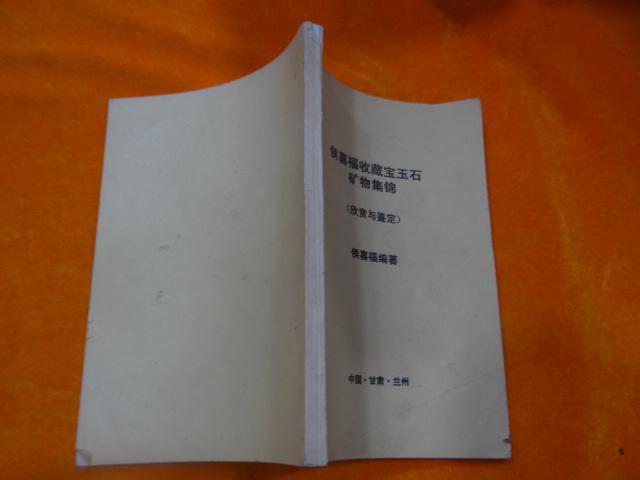 侯喜福收藏宝玉石
矿物集锦
（欣赏与鉴定）
侯喜福编著
中国·甘肃·兰州